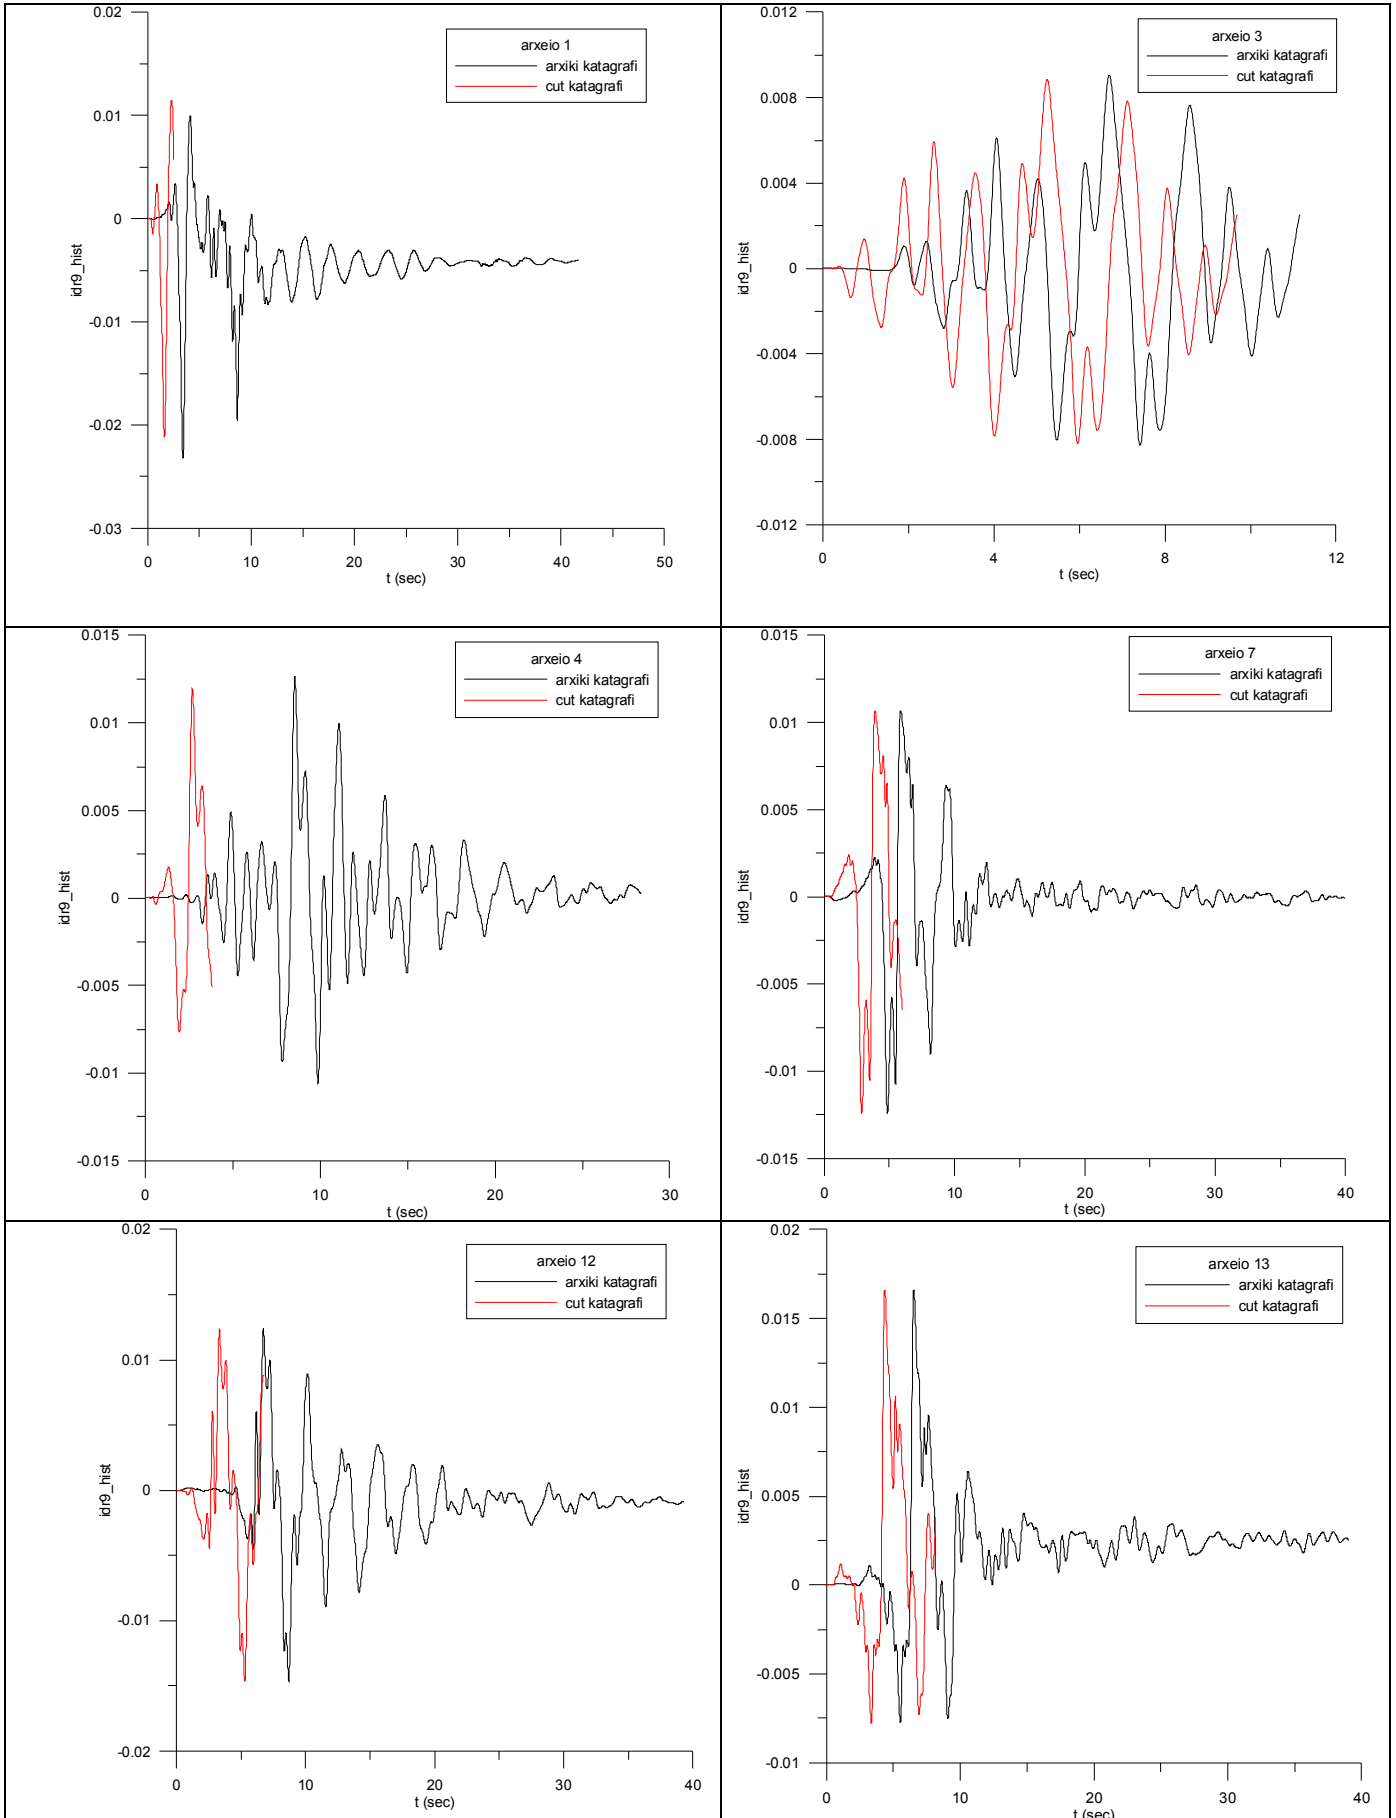 arxeio 1
arxiki katagrafi
cut katagrafi
0.02
0.01
0
-0.01
-0.02
-0.03
idr9_hist
0 10 20 30 40 50
t (sec)
arxeio 3
arxiki katagrafi
cut katagrafi
0.012
0.008
0.004
0
-0.004
-0.008
-0.012
idr9_hist
0 4 8 12
t (sec)
arxeio 4
arxiki katagrafi
cut katagrafi
0.015
0.01
0.005
0
-0.005
-0.01
-0.015
idr9_hist
0 10 20 30
t (sec)
arxeio 7
arxiki katagrafi
cut katagrafi
0.015
0.01
0.005
0
-0.005
-0.01
-0.015
idr9_hist
0 10 20 30 40
t (sec)
arxeio 12
arxiki katagrafi
cut katagrafi
0.02
0.01
0
-0.01
-0.02
idr9_hist
0 10 20 30 40
t (sec)
arxeio 13
arxiki katagrafi
cut katagrafi
0.02
0.015
0.01
0.005
0
-0.005
-0.01
idr9_hist
0 10 20 30 40
t (sec)